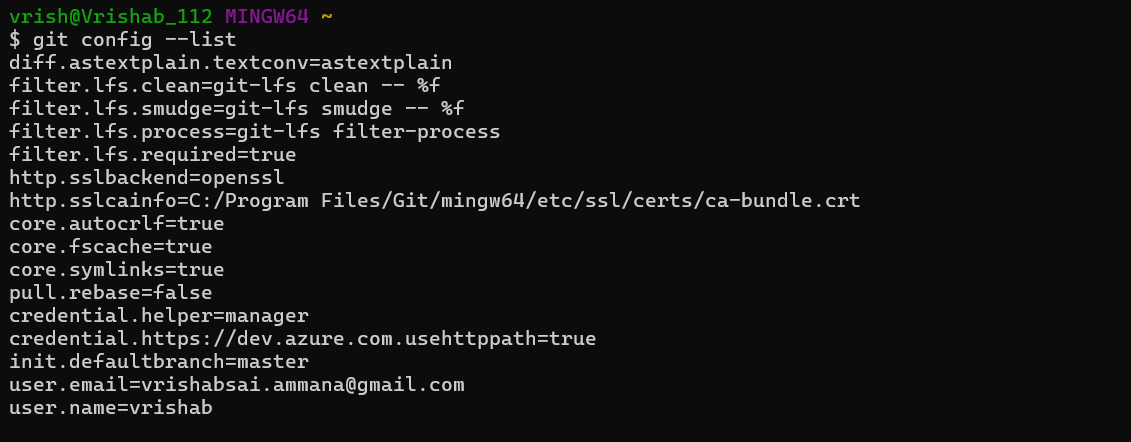 vrish@Vrishab_112 MINGW64 ~
$ git config --list
diff.astextplain.textconv=astextplain
filter.lfs.clean=git-lfs clean -- %f
filter.lfs.smudge=git-lfs smudge -- %f
filter.lfs.process=git-lfs filter-process
filter.lfs.required=true
http.sslbackend=openssl
http.sslcainfo=C:/Program Files/Git/mingw64/etc/ssl/certs/ca-bundle.crt
core.autocrlf=true
core.fscache=true
core.symlinks=true
pull.rebase=false
credential.helper=manager
credential.https://dev.azure.com.usehttppath=true
init.defaultbranch=master
user.email=vrishabsai.ammana@gmail.com
user.name=vrishab